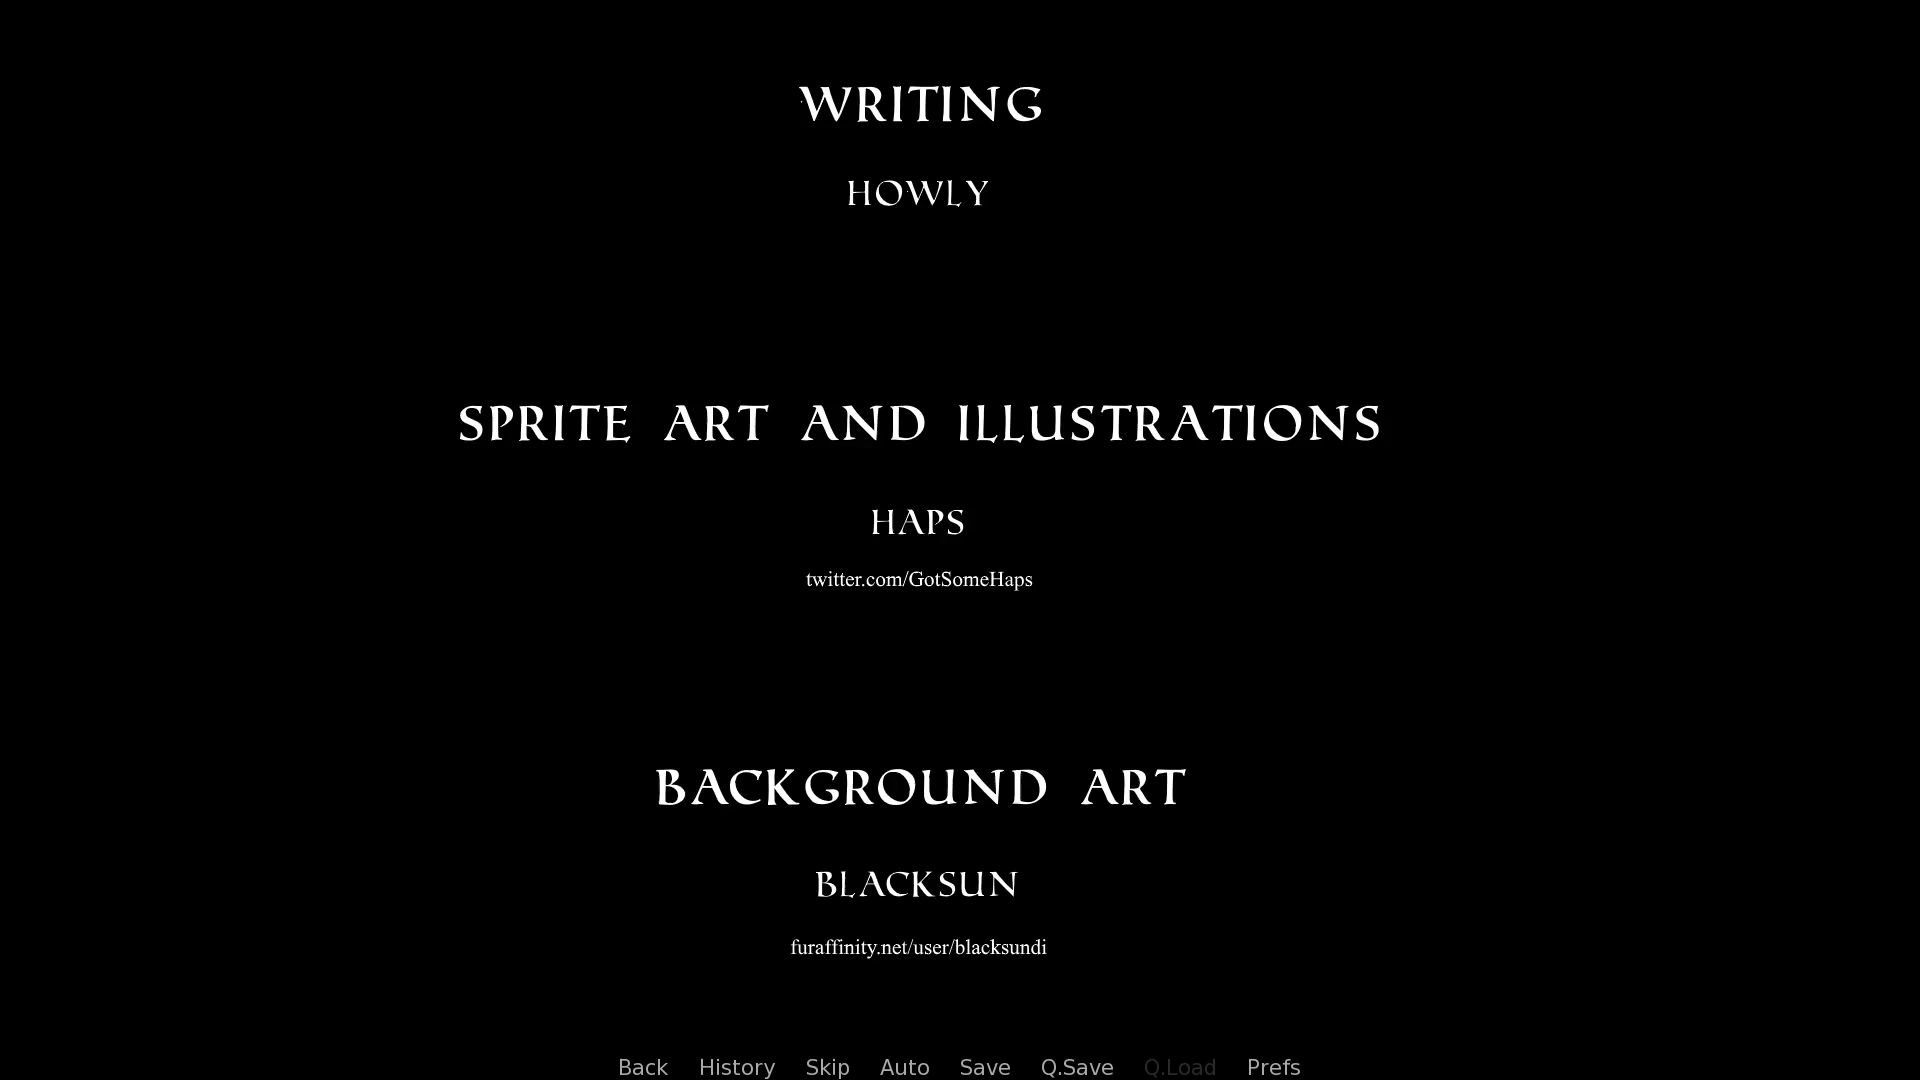 WRITING
HOWLY
SPRITE ART AND ILLUSTRATIONS
HAPS
twitter.com/GotSomeHaps
BACKGROUND ART
BLACKSUN
furaffinity.net/user/blacksundi
Back History Skip Auto Save Q.Save Q.Load Prefs